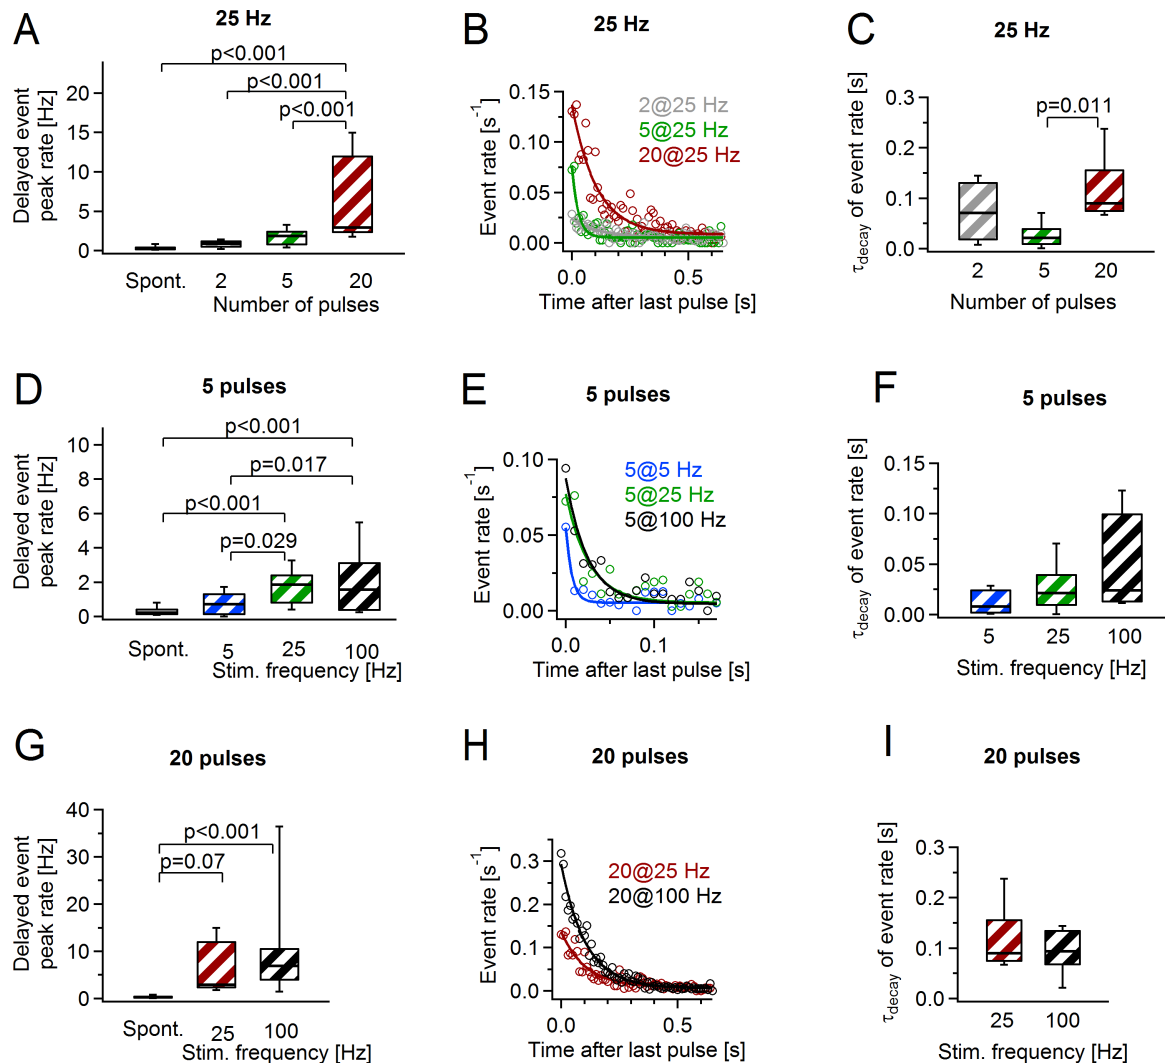 A
25 Hz
Delayed event
peak rate [Hz]
20
15
10
5
0
p<0.001
p<0.001
p<0.001
Spont.
2
5
20
Number of pulses
B
25 Hz
Event rate [s⁻¹]
0.15
0.10
0.05
0.00
2@25 Hz
5@25 Hz
20@25 Hz
0.0
0.5
Time after last pulse [s]
C
25 Hz
τdecay of event rate [s]
0.3
0.2
0.1
0.0
p=0.011
2
5
20
Number of pulses
D
5 pulses
Delayed event
peak rate [Hz]
10
8
6
4
2
0
p<0.001
p=0.017
p<0.001
p=0.029
Spont.
5
25
100
Stim. frequency [Hz]
E
5 pulses
Event rate [s⁻¹]
0.10
0.05
0.00
5@5 Hz
5@25 Hz
5@100 Hz
0.0
0.1
Time after last pulse [s]
F
5 pulses
τdecay of event rate [s]
0.15
0.10
0.05
0.00
5
25
100
Stim. frequency [Hz]
G
20 pulses
Delayed event
peak rate [Hz]
40
30
20
10
0
p<0.001
p=0.07
Spont.
25
100
Stim. frequency [Hz]
H
20 pulses
Event rate [s⁻¹]
0.3
0.2
0.1
0.0
20@25 Hz
20@100 Hz
0.0
0.5
Time after last pulse [s]
I
20 pulses
τdecay of event rate [s]
0.3
0.2
0.1
0.0
25
100
Stim. frequency [Hz]